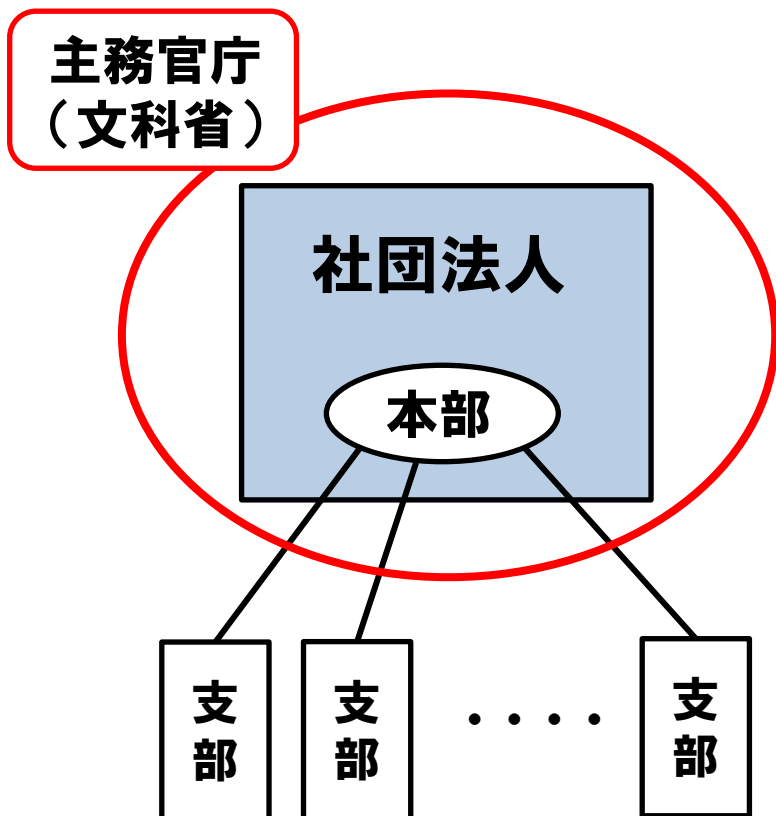 主務官庁
（文科省）
社団法人
本部
支部
支部
・・・・
支部